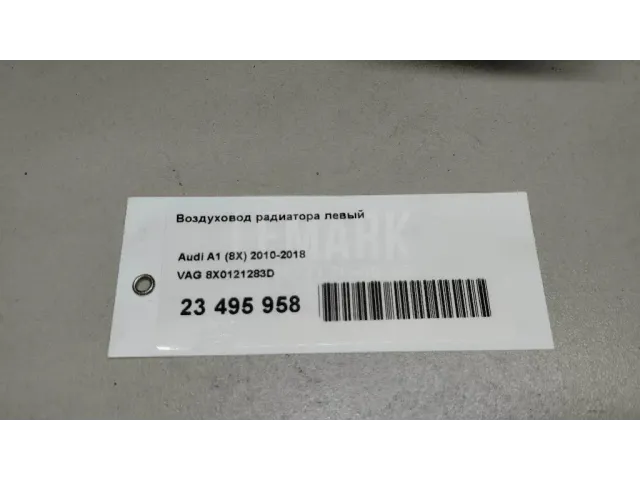 Воздуховод радиатора левый
Audi A1 (8X) 2010-2018
VAG 8X0121283D
23 495 958